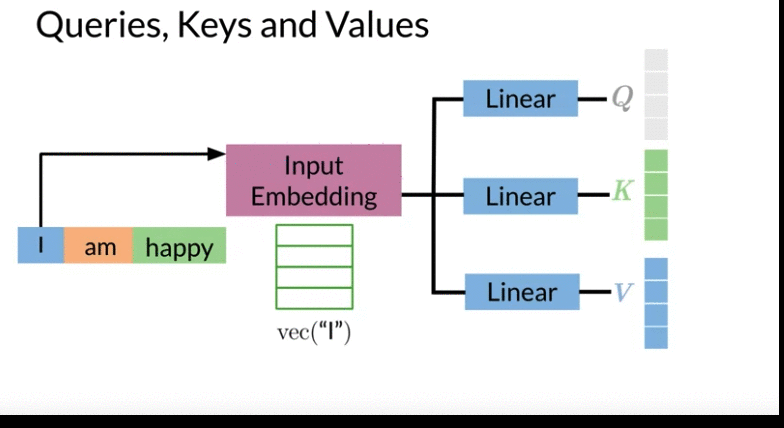 Queries, Keys and Values
Linear
Q
Input
Embedding
Linear
K
I am happy
Linear
V
vec("I")